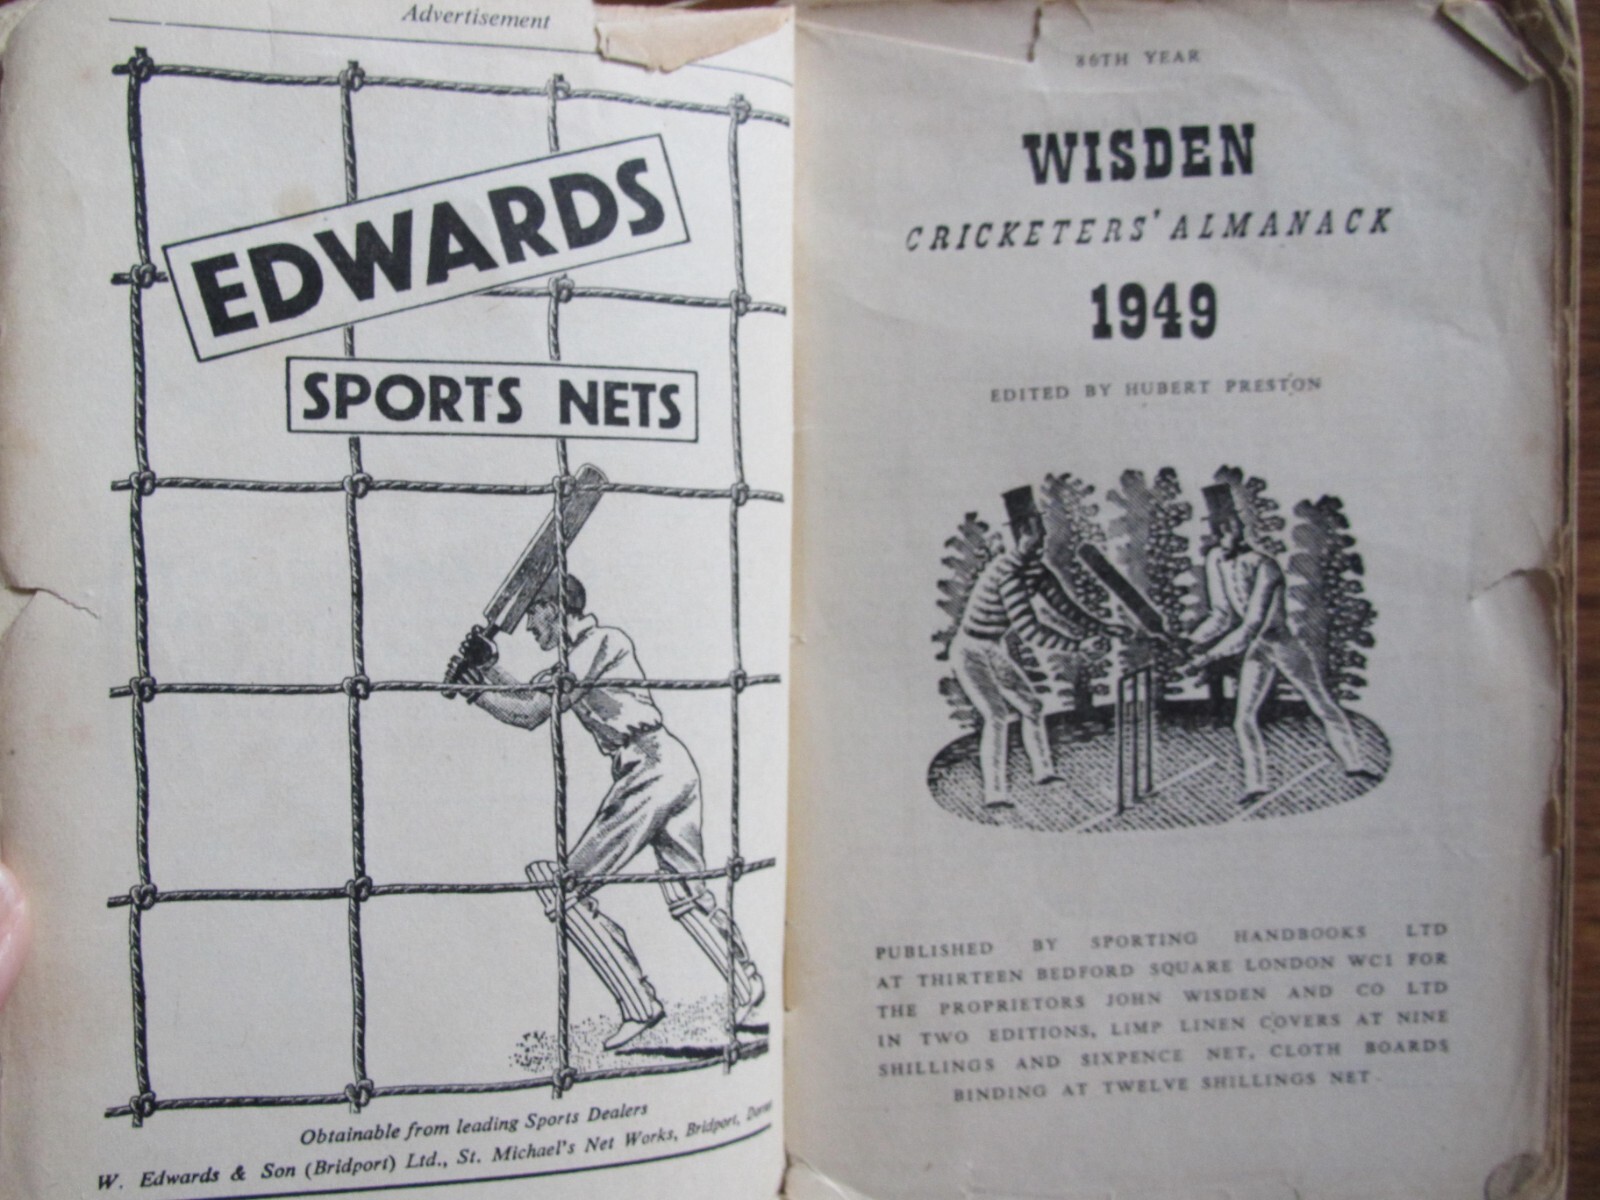 Advertisement
EDWARDS
SPORTS NETS
Obtainable from leading Sports Dealers
W. Edwards & Son (Bridport) Ltd., St. Michael's Net Works, Bridport,
86TH YEAR
WISDEN
CRICKETERS' ALMANACK
1949
EDITED BY HUBERT PRESTON
PUBLISHED BY SPORTING HANDBOOKS LTD
AT THIRTEEN BEDFORD SQUARE LONDON WC1 FOR
THE PROPRIETORS JOHN WISDEN AND CO LTD
IN TWO EDITIONS, LIMP LINEN COVERS AT NINE
SHILLINGS AND SIXPENCE NET, CLOTH BOARDS
BINDING AT TWELVE SHILLINGS NET